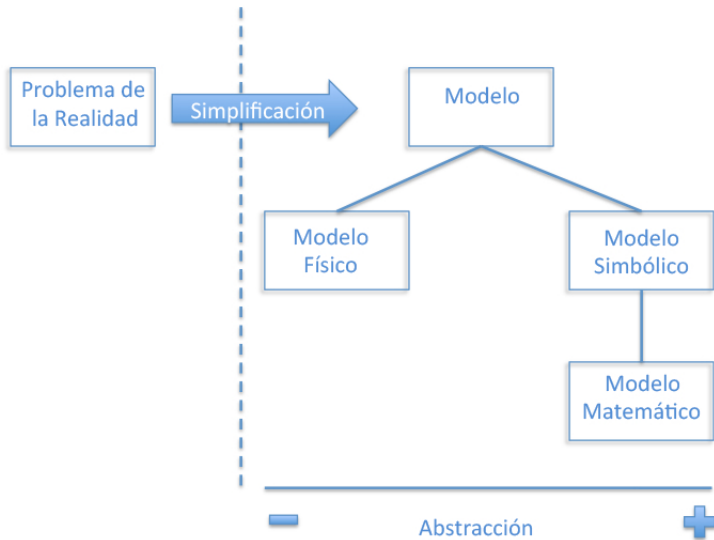 Problema de
la Realidad
Simplificación
Modelo
Modelo
Físico
Modelo
Simbólico
Modelo
Matemático
Abstracción